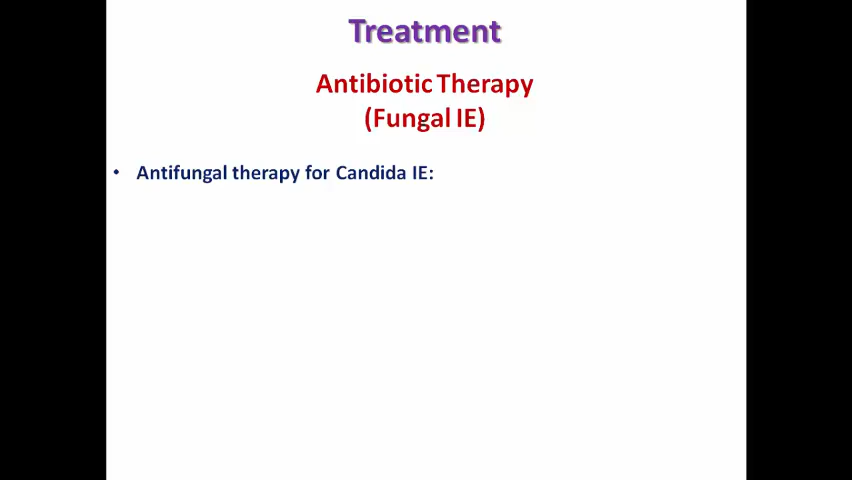 Treatment
Antibiotic Therapy
(Fungal IE)
• Antifungal therapy for Candida IE: